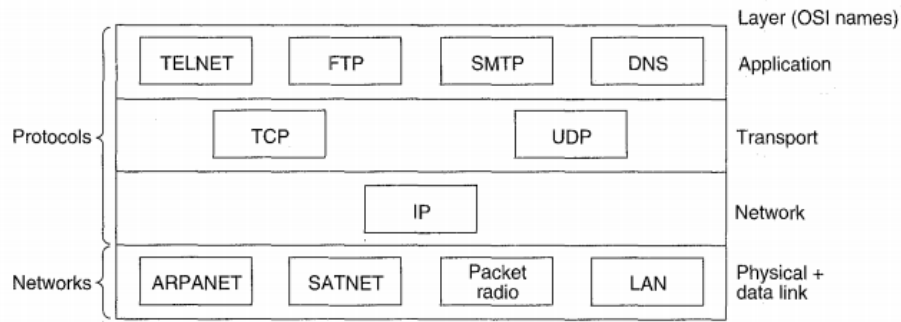 Layer (OSI names)
TELNET FTP SMTP DNS Application
Protocols TCP UDP Transport
IP Network
Networks ARPANET SATNET Packet radio LAN Physical + data link